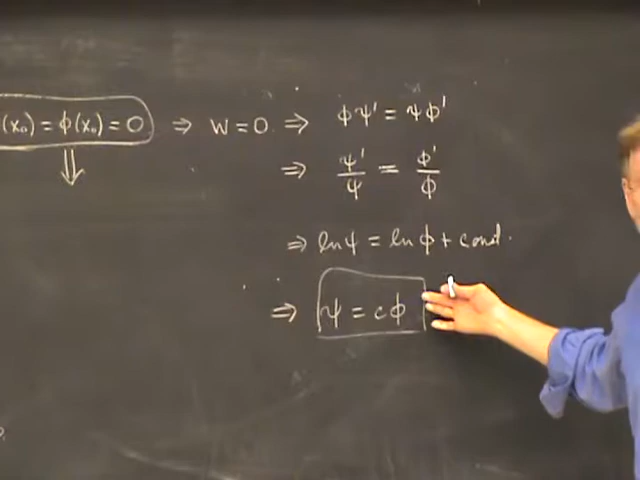 (x₀) = ϕ(x₀) = 0 ⇒ W = 0 ⇒ ϕψ' = ψϕ'
⇓
⇒ ψ'/ψ = ϕ'/ϕ
⇒ ln ψ = ln ϕ + const.
⇒ ψ = cϕ